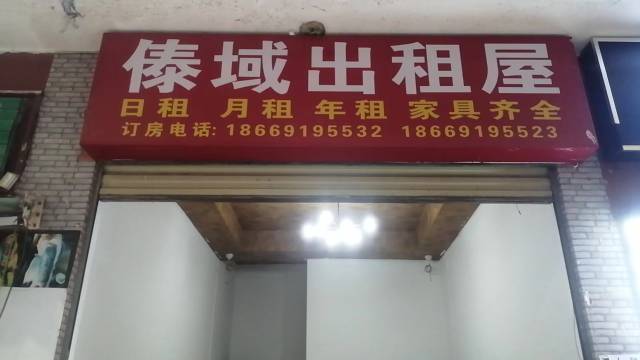 傣域出租屋
日租 月租 年租 家具齐全
订房电话: 18669195532 18669195523